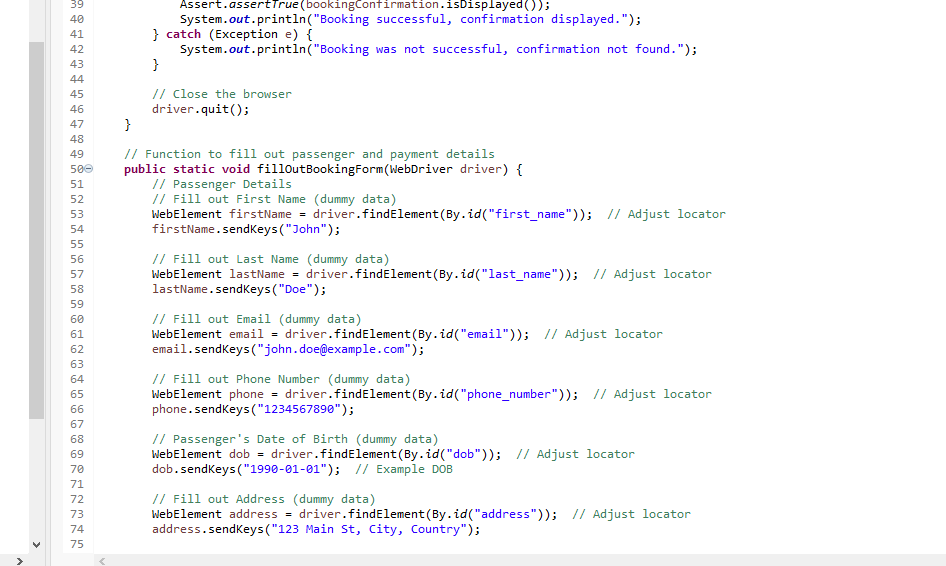 39            Assert.assertTrue(bookingConfirmation.isDisplayed());
40            System.out.println("Booking successful, confirmation displayed.");
41        } catch (Exception e) {
42            System.out.println("Booking was not successful, confirmation not found.");
43        }
44
45        // Close the browser
46        driver.quit();
47    }
48
49    // Function to fill out passenger and payment details
50    public static void fillOutBookingForm(WebDriver driver) {
51        // Passenger Details
52        // Fill out First Name (dummy data)
53        WebElement firstName = driver.findElement(By.id("first_name"));  // Adjust locator
54        firstName.sendKeys("John");
55
56        // Fill out Last Name (dummy data)
57        WebElement lastName = driver.findElement(By.id("last_name"));  // Adjust locator
58        lastName.sendKeys("Doe");
59
60        // Fill out Email (dummy data)
61        WebElement email = driver.findElement(By.id("email"));  // Adjust locator
62        email.sendKeys("john.doe@example.com");
63
64        // Fill out Phone Number (dummy data)
65        WebElement phone = driver.findElement(By.id("phone_number"));  // Adjust locator
66        phone.sendKeys("1234567890");
67
68        // Passenger's Date of Birth (dummy data)
69        WebElement dob = driver.findElement(By.id("dob"));  // Adjust locator
70        dob.sendKeys("1990-01-01");  // Example DOB
71
72        // Fill out Address (dummy data)
73        WebElement address = driver.findElement(By.id("address"));  // Adjust locator
74        address.sendKeys("123 Main St, City, Country");
75